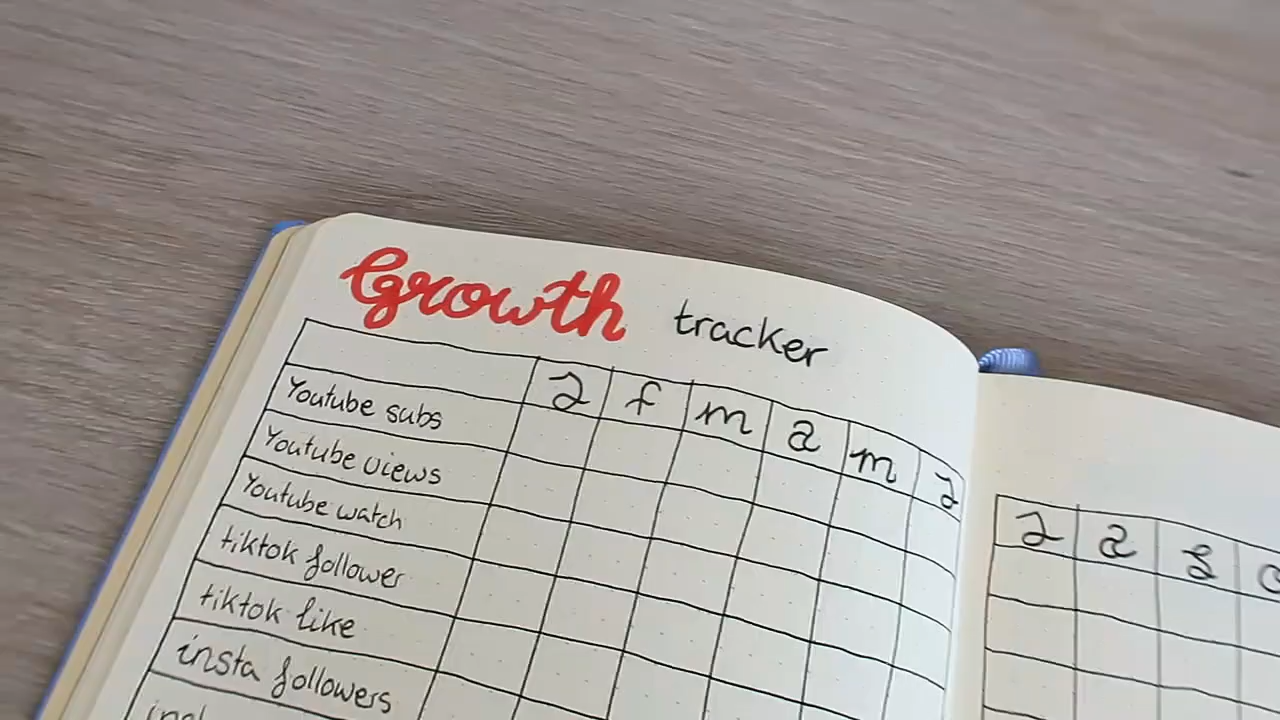 Growth tracker
J f m a m J
Youtube subs
Youtube views
Youtube watch
tiktok follower
tiktok like
insta followers
J a S